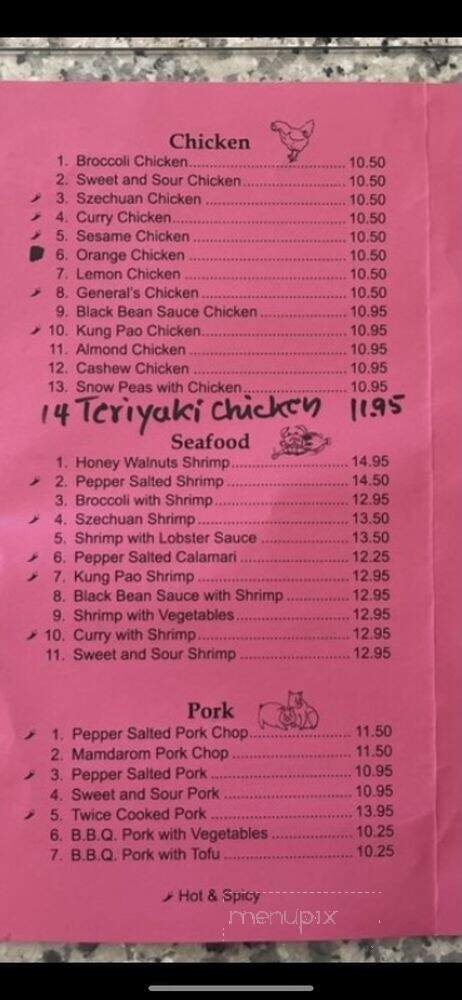 Chicken
1. Broccoli Chicken.......................................... 10.50
2. Sweet and Sour Chicken............................ 10.50
3. Szechuan Chicken ...................................... 10.50
4. Curry Chicken............................................... 10.50
5. Sesame Chicken .......................................... 10.50
6. Orange Chicken ........................................... 10.50
7. Lemon Chicken ............................................ 10.50
8. General's Chicken ....................................... 10.50
9. Black Bean Sauce Chicken ........................ 10.95
10. Kung Pao Chicken....................................... 10.95
11. Almond Chicken .......................................... 10.95
12. Cashew Chicken .......................................... 10.95
13. Snow Peas with Chicken............................ 10.95
14 Teriyaki chicken 11.95
Seafood
1. Honey Walnuts Shrimp............................... 14.95
2. Pepper Salted Shrimp ................................. 14.50
3. Broccoli with Shrimp................................... 12.95
4. Szechuan Shrimp ........................................ 13.50
5. Shrimp with Lobster Sauce ........................ 13.50
6. Pepper Salted Calamari .............................. 12.25
7. Kung Pao Shrimp ........................................ 12.95
8. Black Bean Sauce with Shrimp ................. 12.95
9. Shrimp with Vegetables.............................. 12.95
10. Curry with Shrimp........................................ 12.95
11. Sweet and Sour Shrimp .............................. 12.95
Pork
1. Pepper Salted Pork Chop........................... 11.50
2. Mamdarom Pork Chop ................................ 11.50
3. Pepper Salted Pork ..................................... 10.95
4. Sweet and Sour Pork .................................. 10.95
5. Twice Cooked Pork ..................................... 13.95
6. B.B.Q. Pork with Vegetables ...................... 10.25
7. B.B.Q. Pork with Tofu .................................. 10.25
Hot & Spicy
menupix